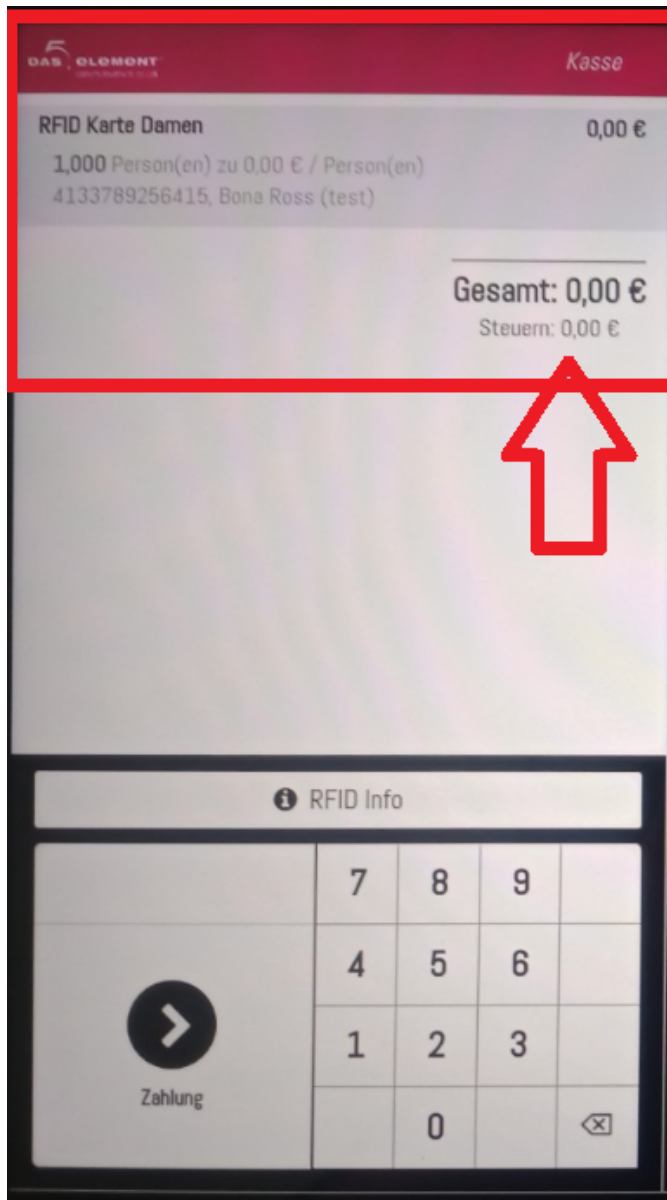 DAS 5 ELEMENT
Kasse
RFID Karte Damen 0,00 €
1,000 Person(en) zu 0,00 € / Person(en)
4133789256415, Bona Ross (test)
Gesamt: 0,00 €
Steuern: 0,00 €
RFID Info
7 8 9
4 5 6
1 2 3
Zahlung
0